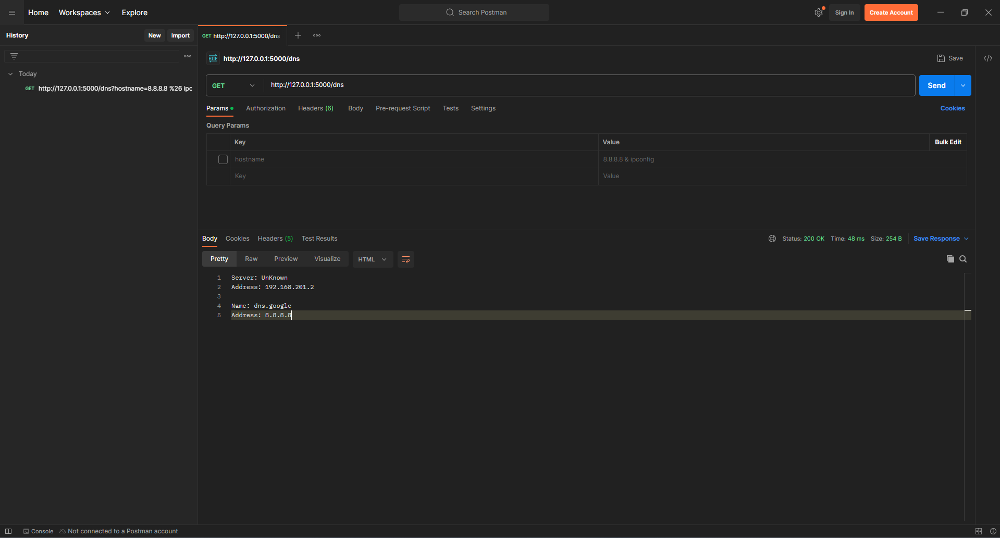 Home Workspaces Explore Search Postman Sign In Create Account
History New Import
GET http://127.0.0.1:5000/dns
Today
GET http://127.0.0.1:5000/dns?hostname=8.8.8.8 %26 ipc
HTTP http://127.0.0.1:5000/dns Save </>
GET http://127.0.0.1:5000/dns Send
Params Authorization Headers (6) Body Pre-request Script Tests Settings Cookies
Query Params
Key Value Bulk Edit
hostname 8.8.8.8 & ipconfig
Key Value
Body Cookies Headers (5) Test Results Status: 200 OK Time: 48 ms Size: 254 B Save Response
Pretty Raw Preview Visualize HTML
1 Server: UnKnown
2 Address: 192.168.201.2
3
4 Name: dns.google
5 Address: 8.8.8.8
Console Not connected to a Postman account